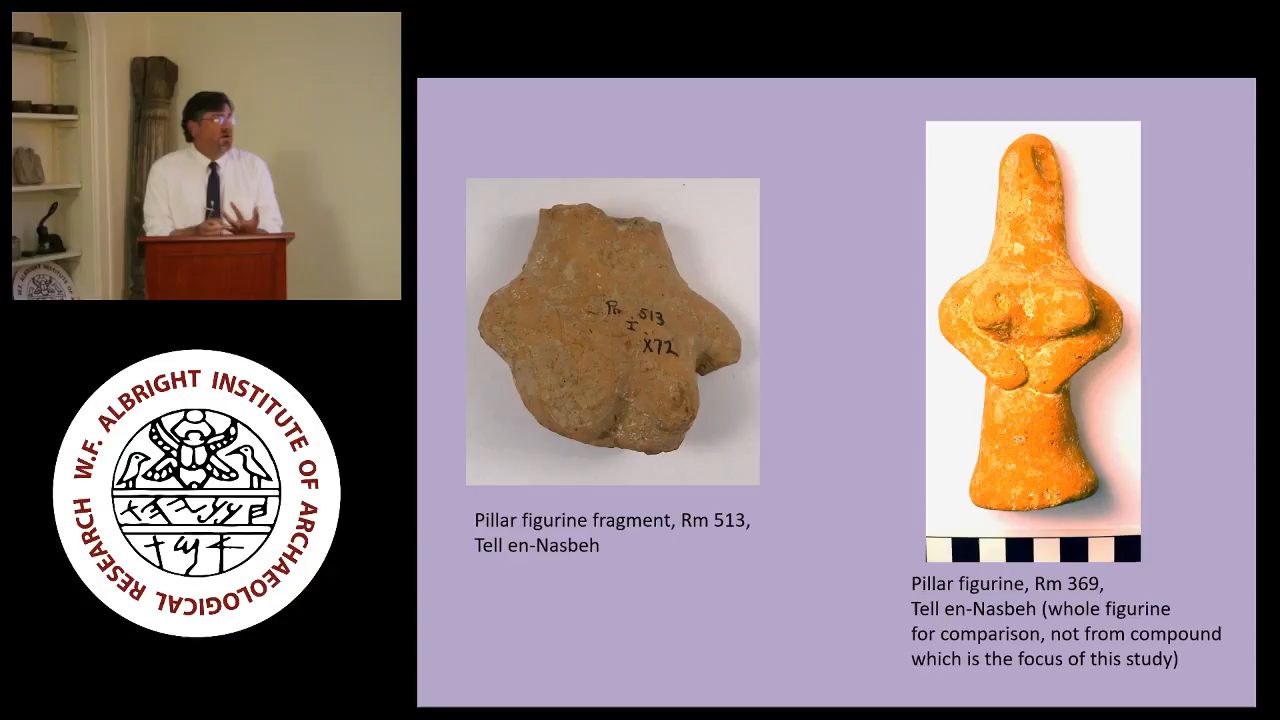 W.F. ALBRIGHT INSTITUTE OF ARCHAEOLOGICAL RESEARCH
Rm 513
I
X72
Pillar figurine fragment, Rm 513,
Tell en-Nasbeh
Pillar figurine, Rm 369,
Tell en-Nasbeh (whole figurine
for comparison, not from compound
which is the focus of this study)